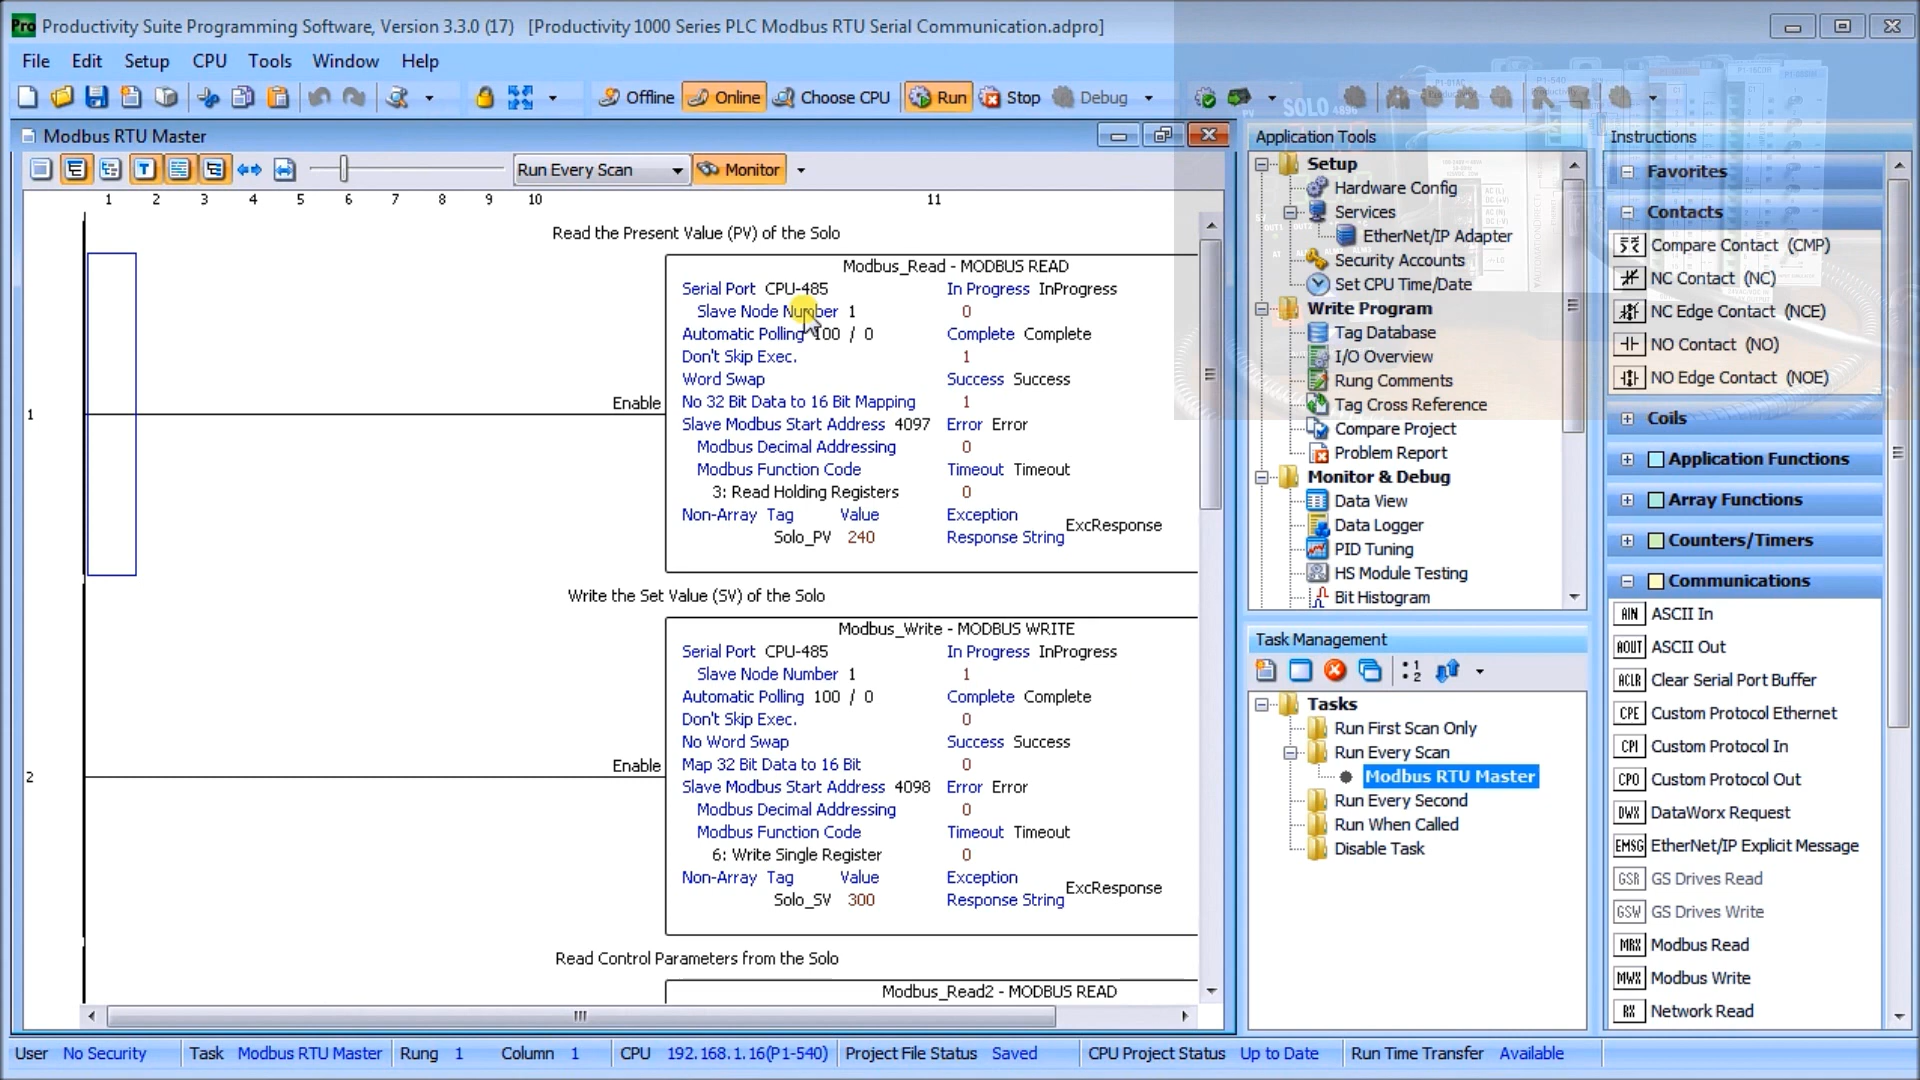 Pro Productivity Suite Programming Software, Version 3.3.0 (17) [Productivity 1000 Series PLC Modbus RTU Serial Communication.adpro]
File Edit Setup CPU Tools Window Help
Offline Online Choose CPU Run Stop Debug
SOLO 4896
Modbus RTU Master
Run Every Scan Monitor
1 2 3 4 5 6 7 8 9 10 11
Read the Present Value (PV) of the Solo
1
Enable
Modbus_Read - MODBUS READ
Serial Port CPU-485 In Progress InProgress
Slave Node Number 1 0
Automatic Polling 100 / 0 Complete Complete
Don't Skip Exec. 1
Word Swap Success Success
No 32 Bit Data to 16 Bit Mapping 1
Slave Modbus Start Address 4097 Error Error
Modbus Decimal Addressing 0
Modbus Function Code Timeout Timeout
3: Read Holding Registers 0
Non-Array Tag Value Exception
ExcResponse
Solo_PV 240 Response String
Write the Set Value (SV) of the Solo
2
Enable
Modbus_Write - MODBUS WRITE
Serial Port CPU-485 In Progress InProgress
Slave Node Number 1 1
Automatic Polling 100 / 0 Complete Complete
Don't Skip Exec. 0
No Word Swap Success Success
Map 32 Bit Data to 16 Bit 0
Slave Modbus Start Address 4098 Error Error
Modbus Decimal Addressing 0
Modbus Function Code Timeout Timeout
6: Write Single Register 0
Non-Array Tag Value Exception
ExcResponse
Solo_SV 300 Response String
Read Control Parameters from the Solo
Modbus_Read2 - MODBUS READ
Application Tools
Setup
Hardware Config
Services
EtherNet/IP Adapter
Security Accounts
Set CPU Time/Date
Write Program
Tag Database
I/O Overview
Rung Comments
Tag Cross Reference
Compare Project
Problem Report
Monitor & Debug
Data View
Data Logger
PID Tuning
HS Module Testing
Bit Histogram
Task Management
Tasks
Run First Scan Only
Run Every Scan
Modbus RTU Master
Run Every Second
Run When Called
Disable Task
Instructions
Favorites
Contacts
Compare Contact (CMP)
NC Contact (NC)
NC Edge Contact (NCE)
NO Contact (NO)
NO Edge Contact (NOE)
Coils
Application Functions
Array Functions
Counters/Timers
Communications
AIN ASCII In
AOUT ASCII Out
ACLR Clear Serial Port Buffer
CPE Custom Protocol Ethernet
CPI Custom Protocol In
CPO Custom Protocol Out
DWX DataWorx Request
EMSG EtherNet/IP Explicit Message
GSR GS Drives Read
GSW GS Drives Write
MRX Modbus Read
MWX Modbus Write
RX Network Read
User No Security Task Modbus RTU Master Rung 1 Column 1 CPU 192.168.1.16(P1-540) Project File Status Saved CPU Project Status Up to Date Run Time Transfer Available